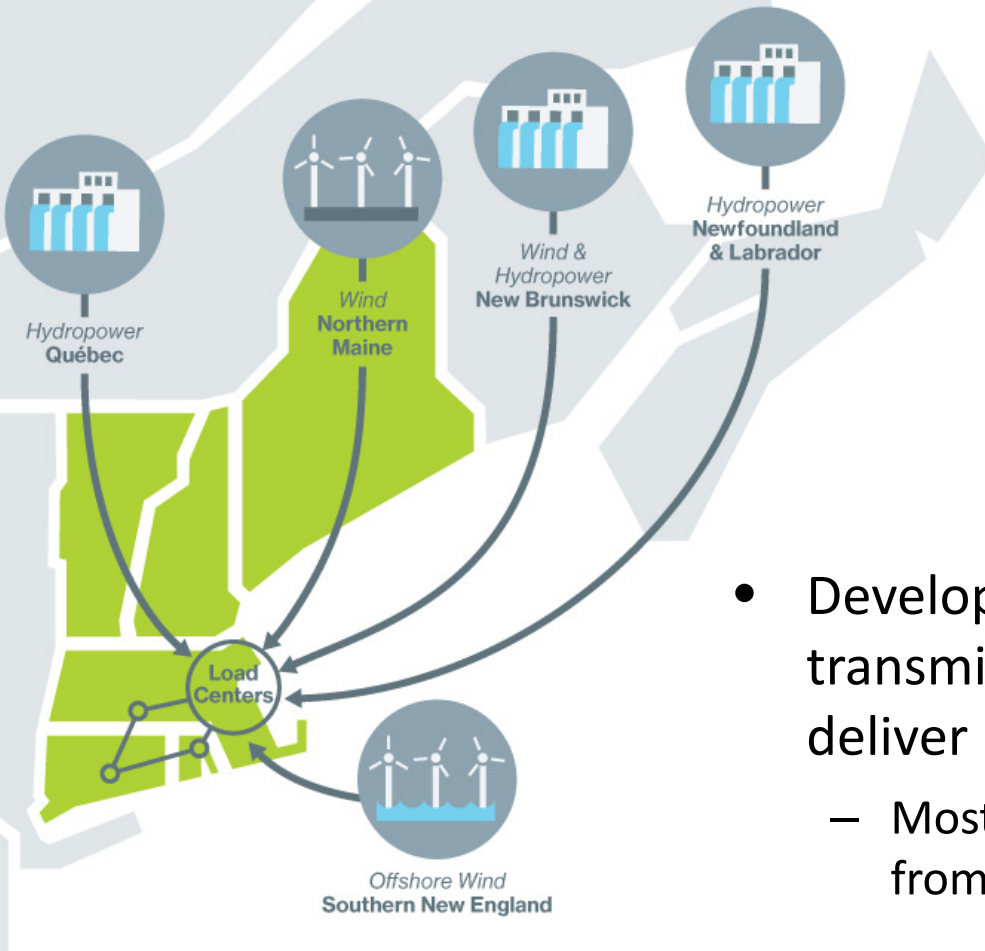 Hydropower
Québec
Wind
Northern
Maine
Wind &
Hydropower
New Brunswick
Hydropower
Newfoundland
& Labrador
Load
Centers
Offshore Wind
Southern New England
• Develop
transmi
deliver
– Most
from